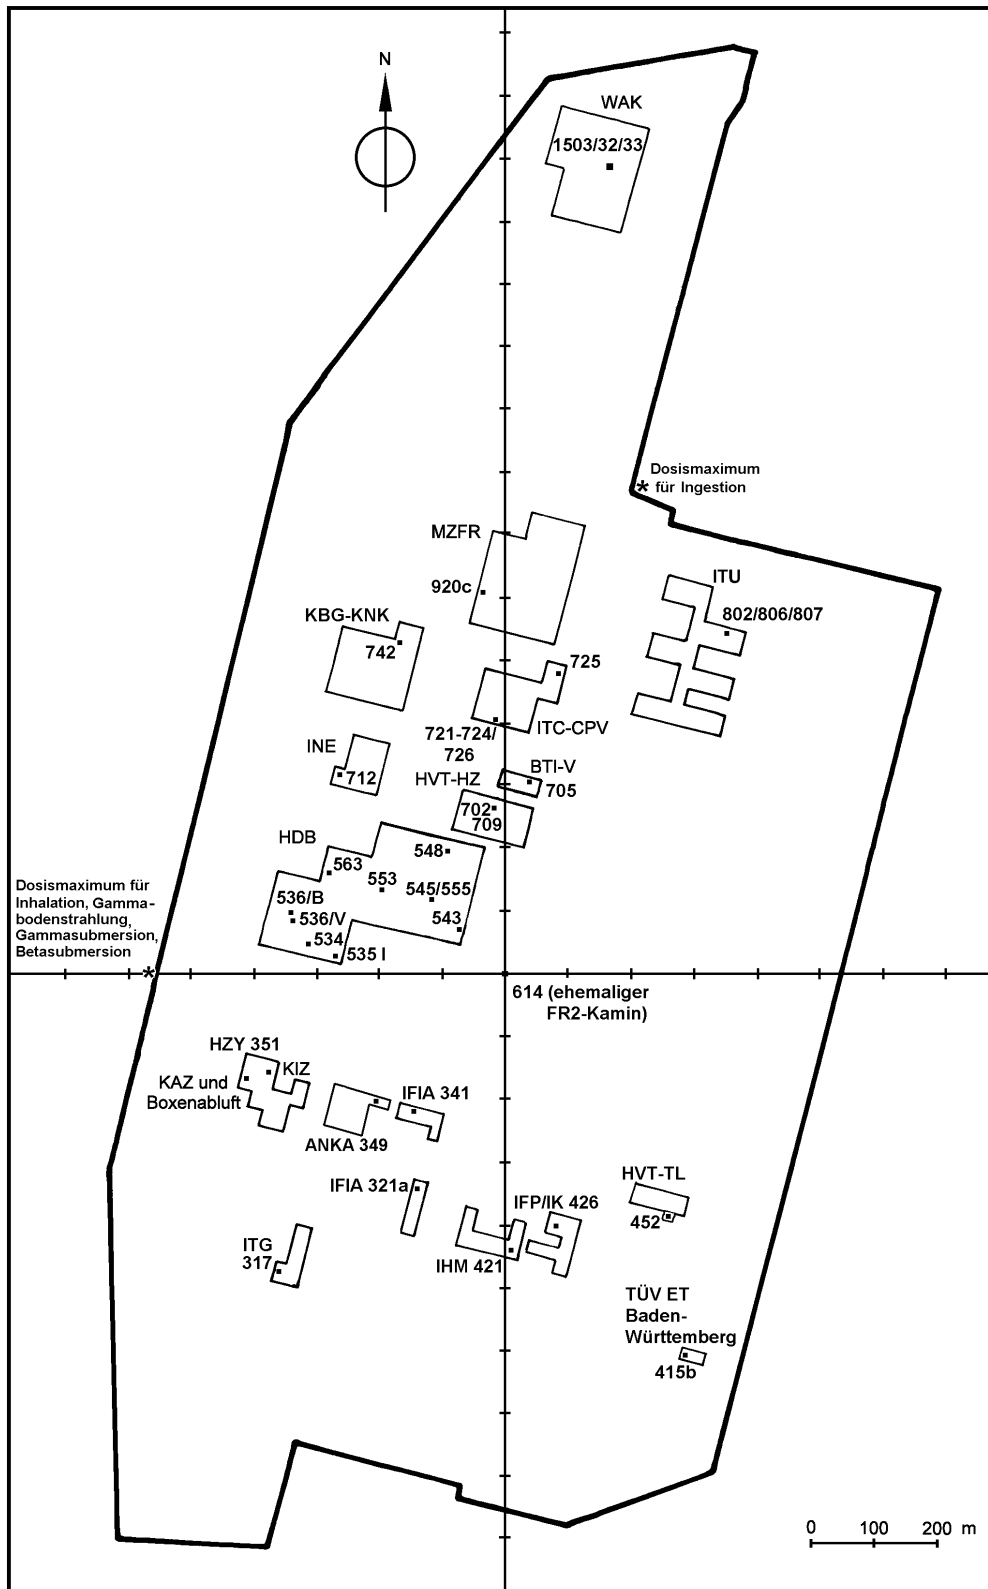 N
WAK
1503/32/33
Dosismaximum
für Ingestion
MZFR
920c
ITU
802/806/807
KBG-KNK
742
725
721-724/
726
ITC-CPV
INE
712
BTI-V
705
HVT-HZ
702
709
HDB
548
563
553
545/555
536/B
536/V
543
534
535 I
Dosismaximum für
Inhalation, Gamma-
bodenstrahlung,
Gammasubmersion,
Betasubmersion
614 (ehemaliger
FR2-Kamin)
HZY 351
KIZ
KAZ und
Boxenabluft
IFIA 341
ANKA 349
IFIA 321a
HVT-TL
452
IFP/IK 426
ITG
317
IHM 421
TÜV ET
Baden-
Württemberg
415b
0 100 200 m